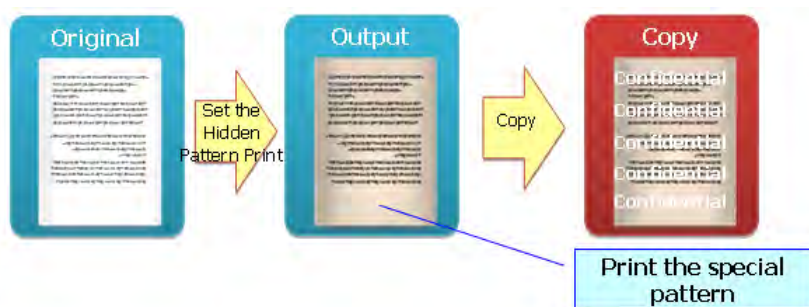 Original
Output
Copy
Set the
Hidden
Pattern Print
Copy
Confidential
Confidential
Confidential
Confidential
Confidential
Print the special
pattern